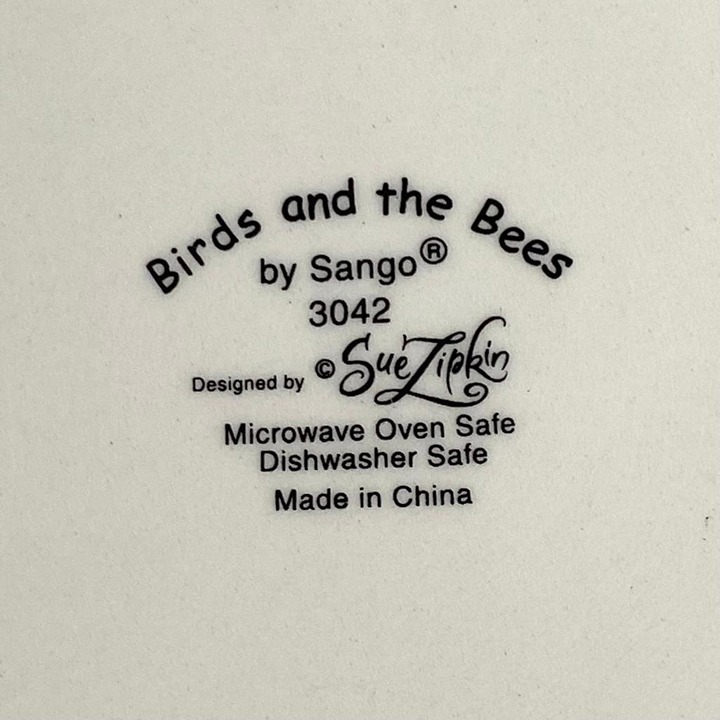 Birds and the Bees
by Sango®
3042
Designed by © Sue Zipkin
Microwave Oven Safe
Dishwasher Safe
Made in China